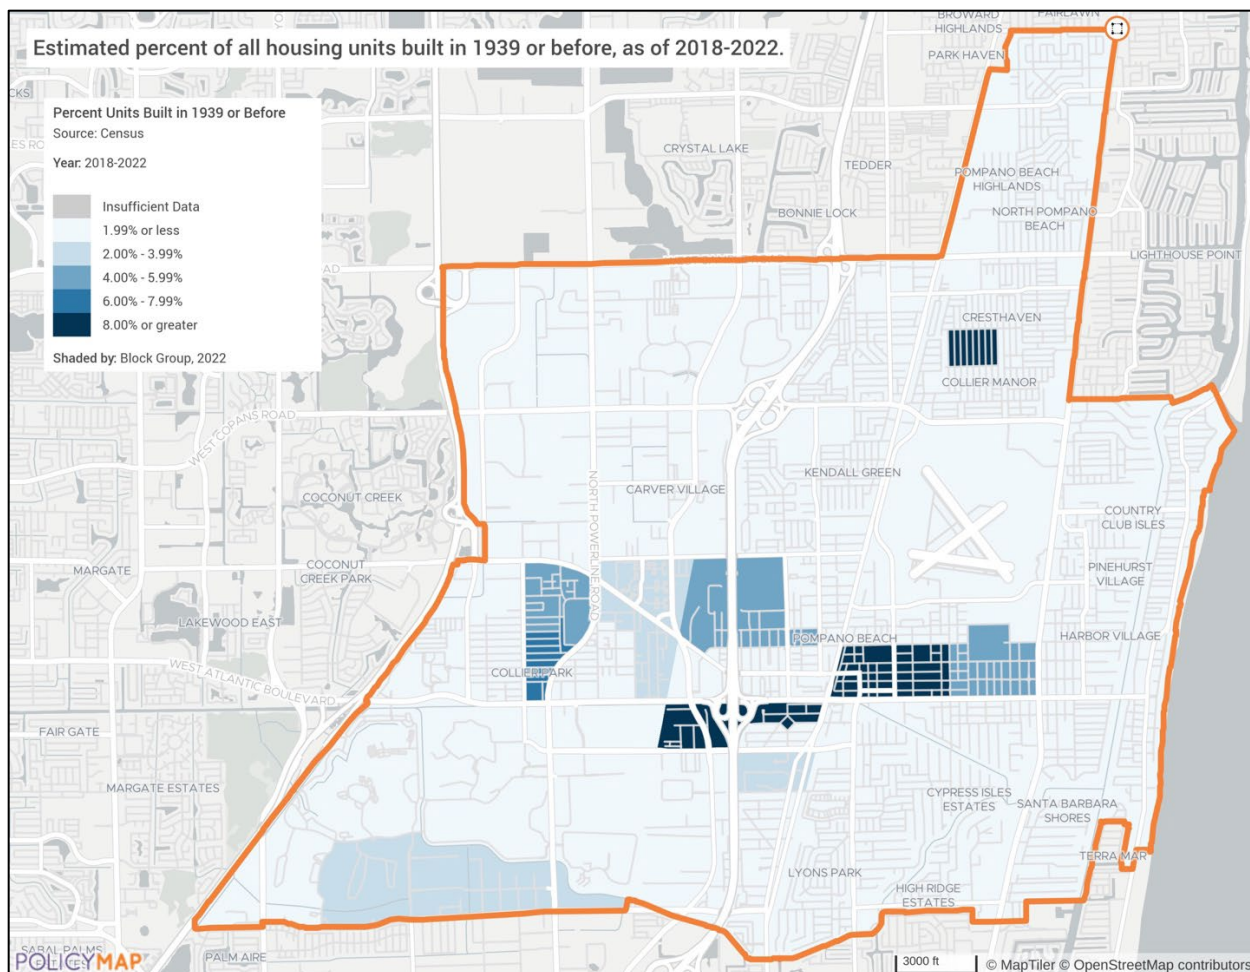 BROWARD
HIGHLANDS
FAIRLAWN
Estimated percent of all housing units built in 1939 or before, as of 2018-2022.
PARK HAVEN
Percent Units Built in 1939 or Before
Source: Census
Year: 2018-2022
Insufficient Data
1.99% or less
2.00% - 3.99%
4.00% - 5.99%
6.00% - 7.99%
8.00% or greater
Shaded by: Block Group, 2022
CRYSTAL LAKE
TEDDER
POMPANO BEACH
HIGHLANDS
BONNIE LOCK
NORTH POMPANO
BEACH
LIGHTHOUSE POINT
CRESTHAVEN
COLLIER MANOR
WEST COPANS ROAD
KENDALL GREEN
NORTH POWERLINE ROAD
CARVER VILLAGE
COCONUT CREEK
COUNTRY
CLUB ISLES
COCONUT
CREEK PARK
MARGATE
PINEHURST
VILLAGE
LAKEWOOD EAST
POMPANO BEACH
HARBOR VILLAGE
WEST ATLANTIC BOULEVARD
COLLIER PARK
FAIR GATE
MARGATE ESTATES
CYPRESS ISLES
ESTATES
SANTA BARBARA
SHORES
TERRA MAR
LYONS PARK
HIGH RIDGE
ESTATES
SABAL PALMS
PALM AIRE
POLICYMAP
3000 ft
© MapTiler © OpenStreetMap contributors